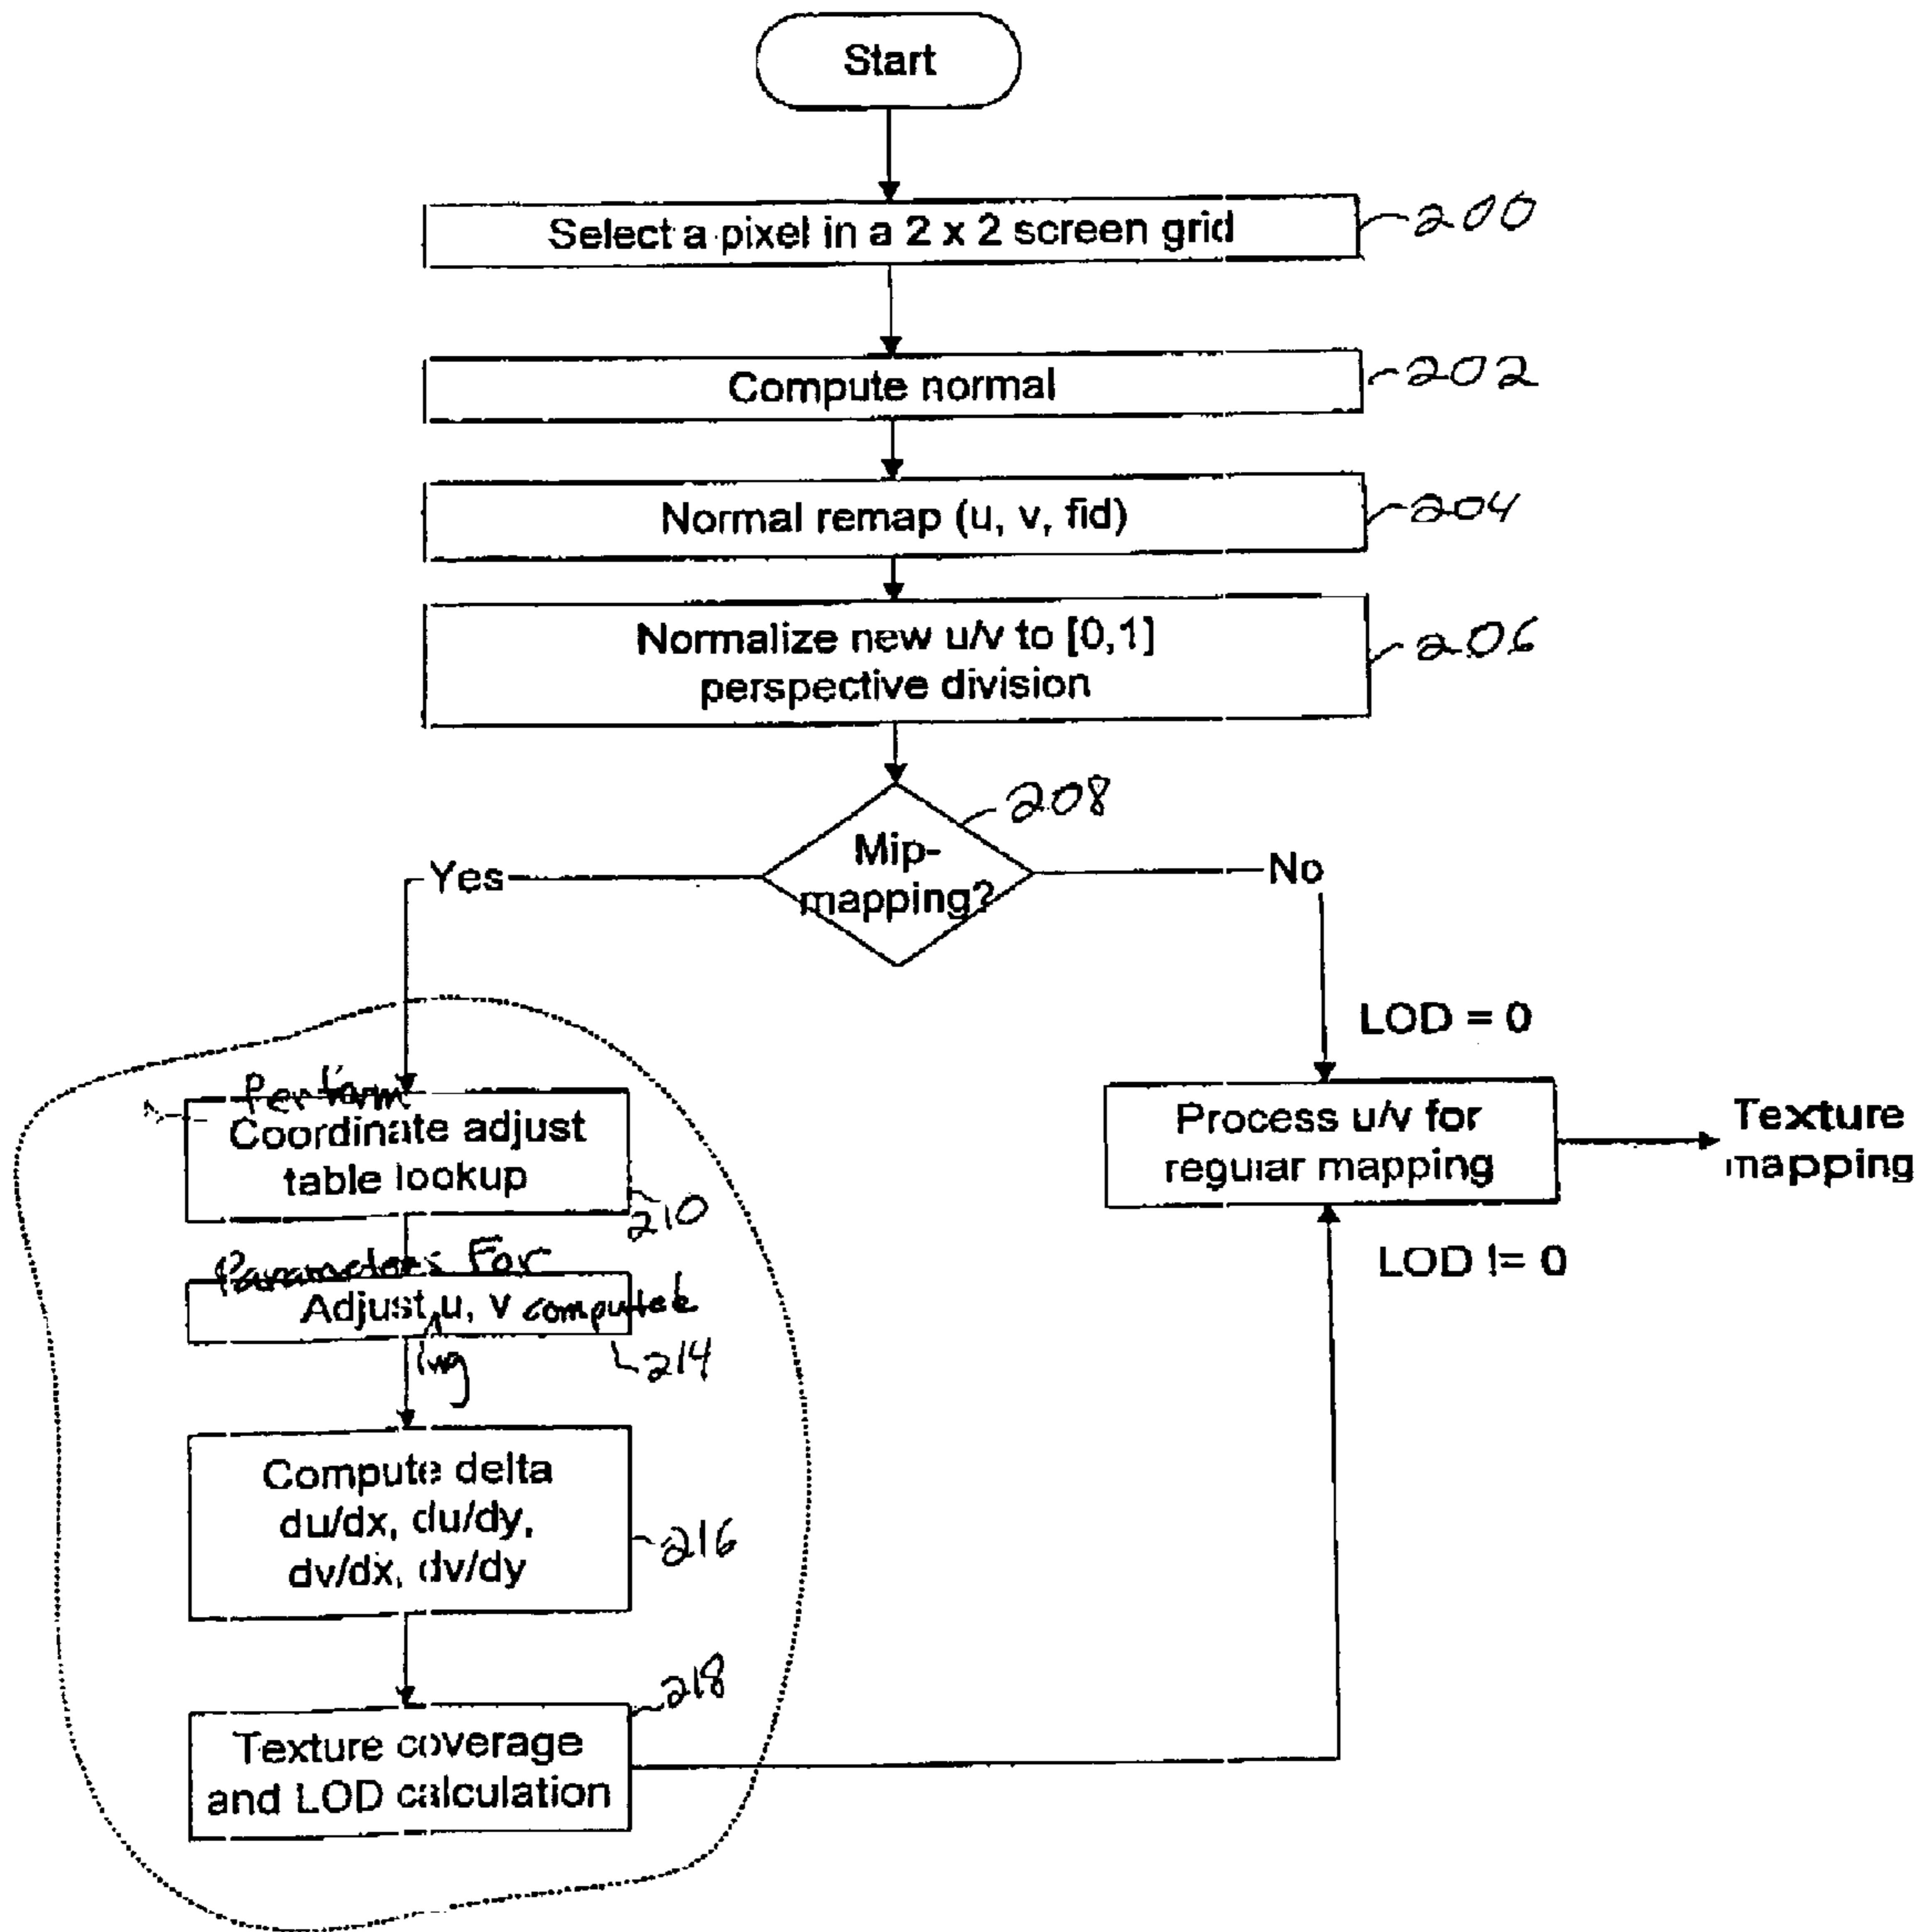 Start
Select a pixel in a 2 x 2 screen grid
200
Compute normal
202
Normal remap (u, v, fid)
204
Normalize new u/v to [0,1]
perspective division
206
208
Mip-
mapping?
Yes
No
LOD = 0
Perform
Coordinate adjust
table lookup
210
Process u/v for
regular mapping
Texture
mapping
LOD != 0
Parameters For
Adjust u, v
ing
214
Compute delta
du/dx, du/dy,
dv/dx, dv/dy
216
218
Texture coverage
and LOD calculation